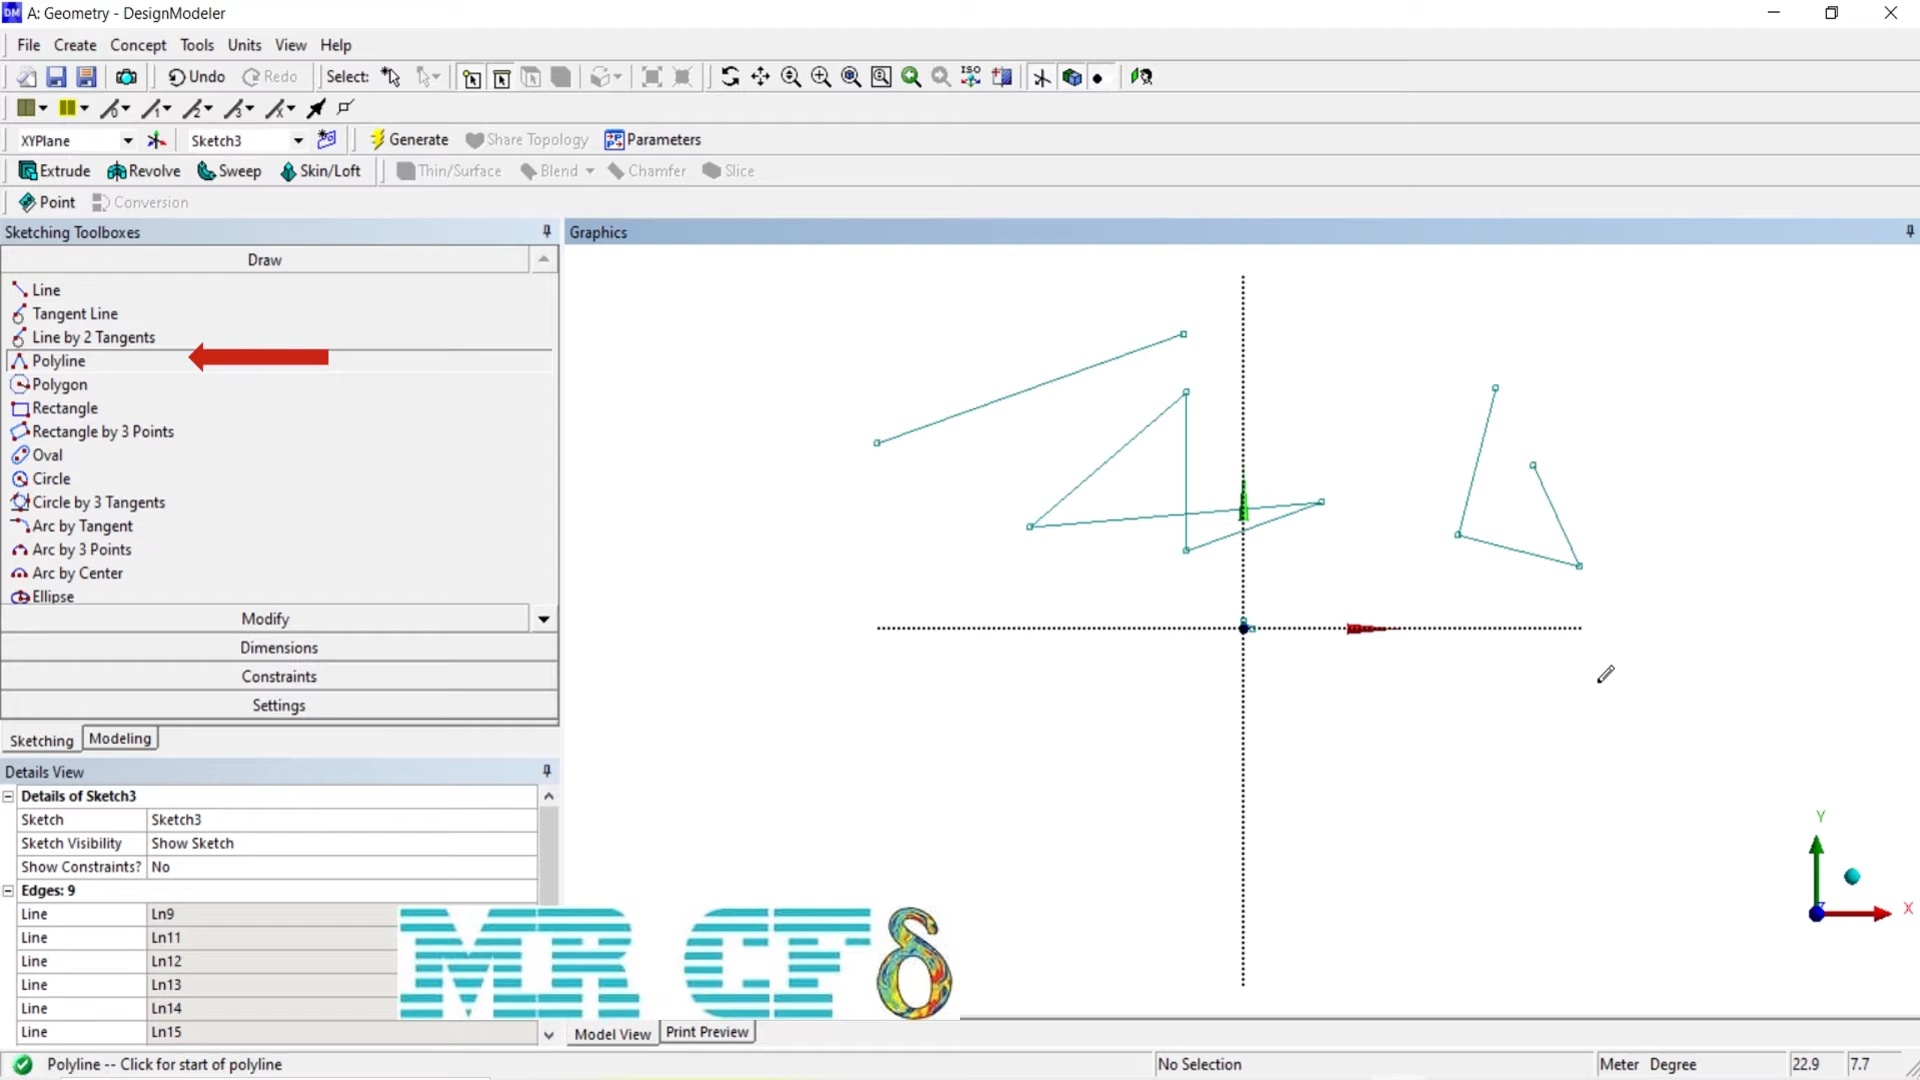 DM A: Geometry - DesignModeler
File Create Concept Tools Units View Help
Undo Redo Select: ISO
XYPlane Sketch3 Generate Share Topology Parameters
Extrude Revolve Sweep Skin/Loft Thin/Surface Blend Chamfer Slice
Point Conversion
Sketching Toolboxes
Draw
Line
Tangent Line
Line by 2 Tangents
Polyline
Polygon
Rectangle
Rectangle by 3 Points
Oval
Circle
Circle by 3 Tangents
Arc by Tangent
Arc by 3 Points
Arc by Center
Ellipse
Modify
Dimensions
Constraints
Settings
Sketching Modeling
Details View
Details of Sketch3
Sketch Sketch3
Sketch Visibility Show Sketch
Show Constraints? No
Edges: 9
Line Ln9
Line Ln11
Line Ln12
Line Ln13
Line Ln14
Line Ln15
Graphics
Y
X
MR CFδ
Model View Print Preview
Polyline -- Click for start of polyline No Selection Meter Degree 22.9 7.7